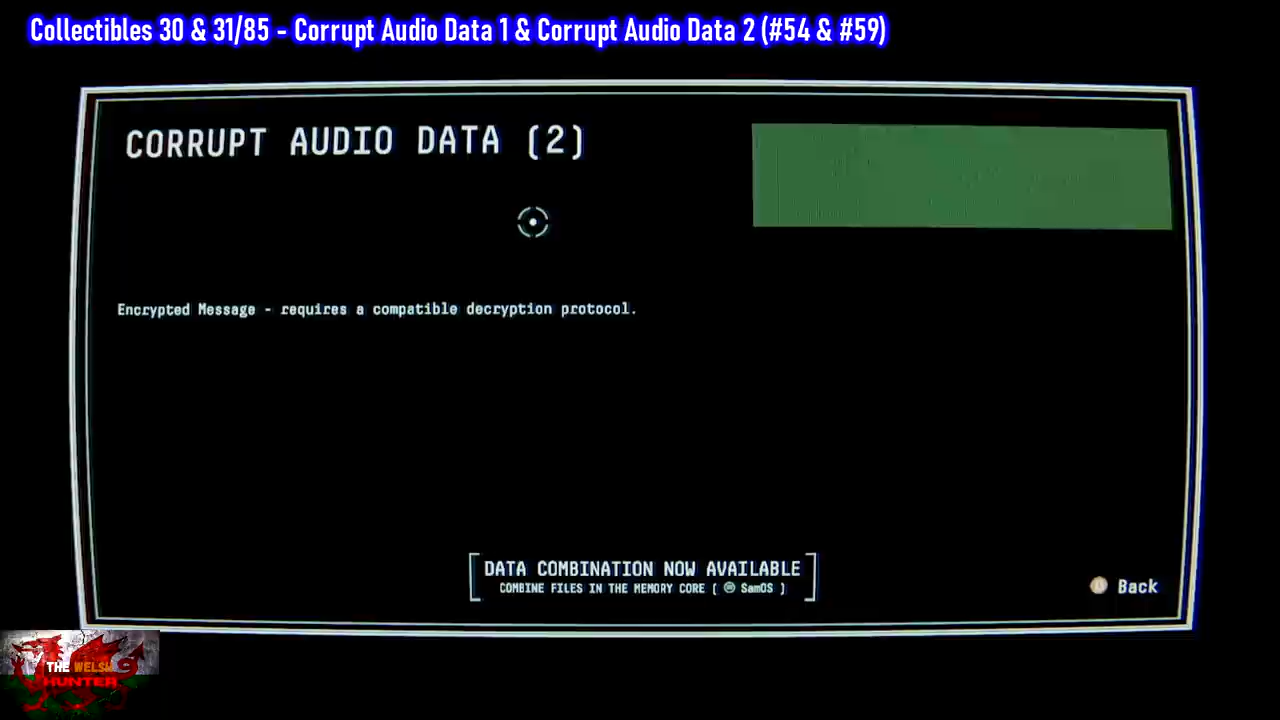 Collectibles 30 & 31/85 - Corrupt Audio Data 1 & Corrupt Audio Data 2 (#54 & #59)
CORRUPT AUDIO DATA (2)
Encrypted Message - requires a compatible decryption protocol.
DATA COMBINATION NOW AVAILABLE
COMBINE FILES IN THE MEMORY CORE ( SamOS )
Back
THE WELSH
HUNTER